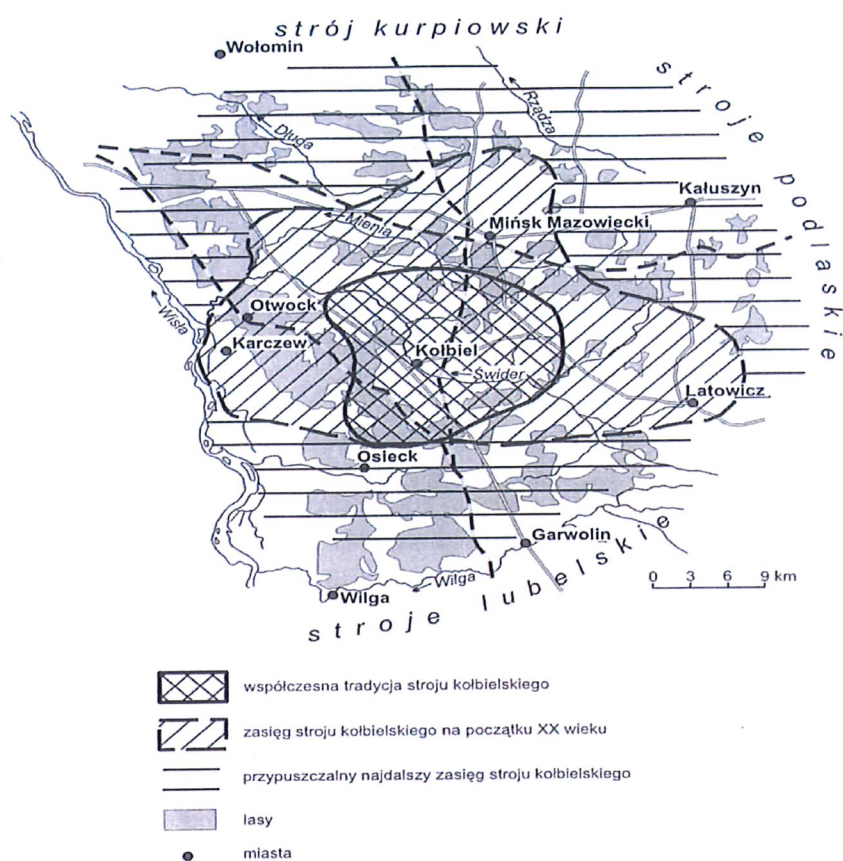 strój kurpiowski
Wołomin
stroje podlaskie
Rządza
Długa
Kałuszyn
Mińsk Mazowiecki
Mienia
Otwock
Wisła
Karczew
Kołbiel
Świder
Latowicz
Osieck
Garwolin
Wilga
Wilga
stroje lubelskie
0 3 6 9 km
współczesna tradycja stroju kołbielskiego
zasięg stroju kołbielskiego na początku XX wieku
przypuszczalny najdalszy zasięg stroju kołbielskiego
lasy
miasta